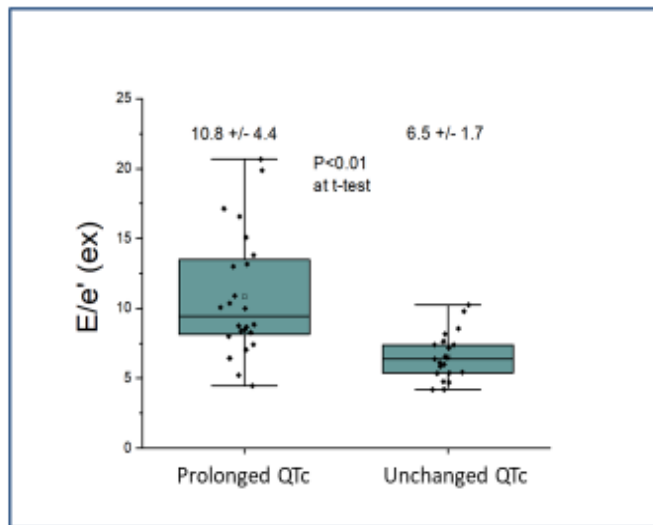 25
20
15
10
5
0
E/e' (ex)
10.8 +/- 4.4
6.5 +/- 1.7
P<0.01
at t-test
Prolonged QTc
Unchanged QTc